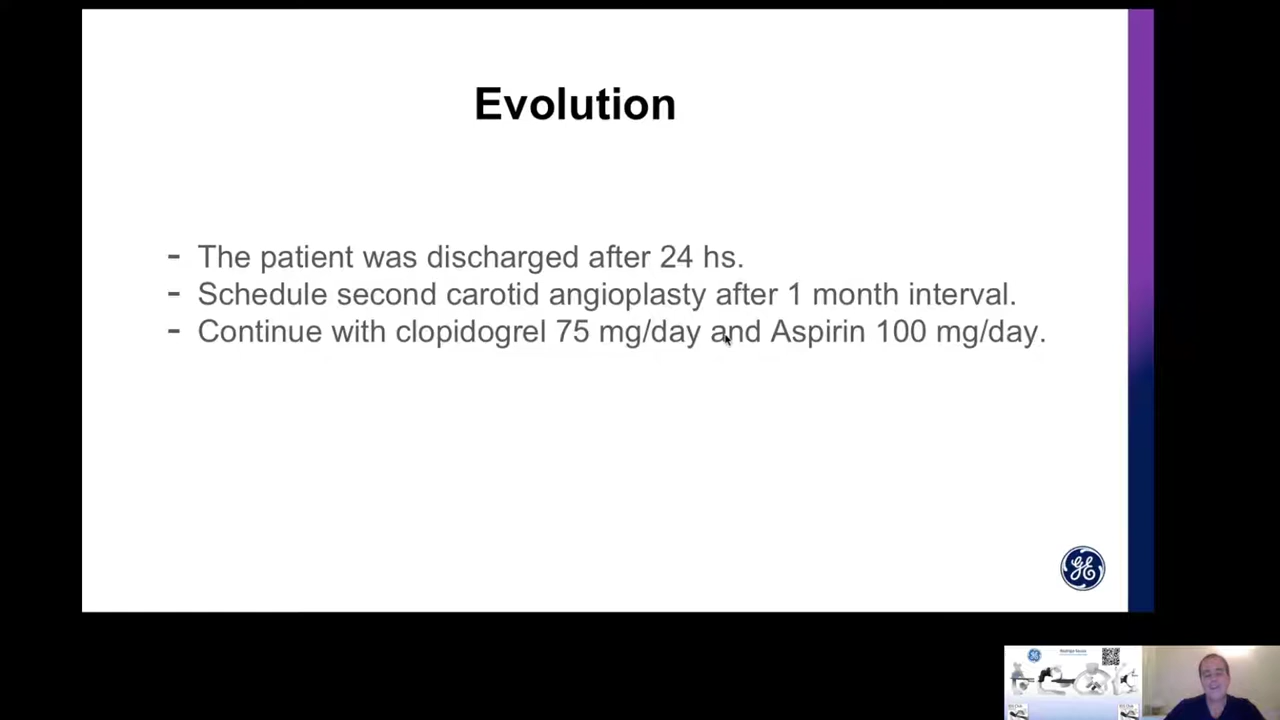 Evolution
- The patient was discharged after 24 hs.
- Schedule second carotid angioplasty after 1 month interval.
- Continue with clopidogrel 75 mg/day and Aspirin 100 mg/day.
GE